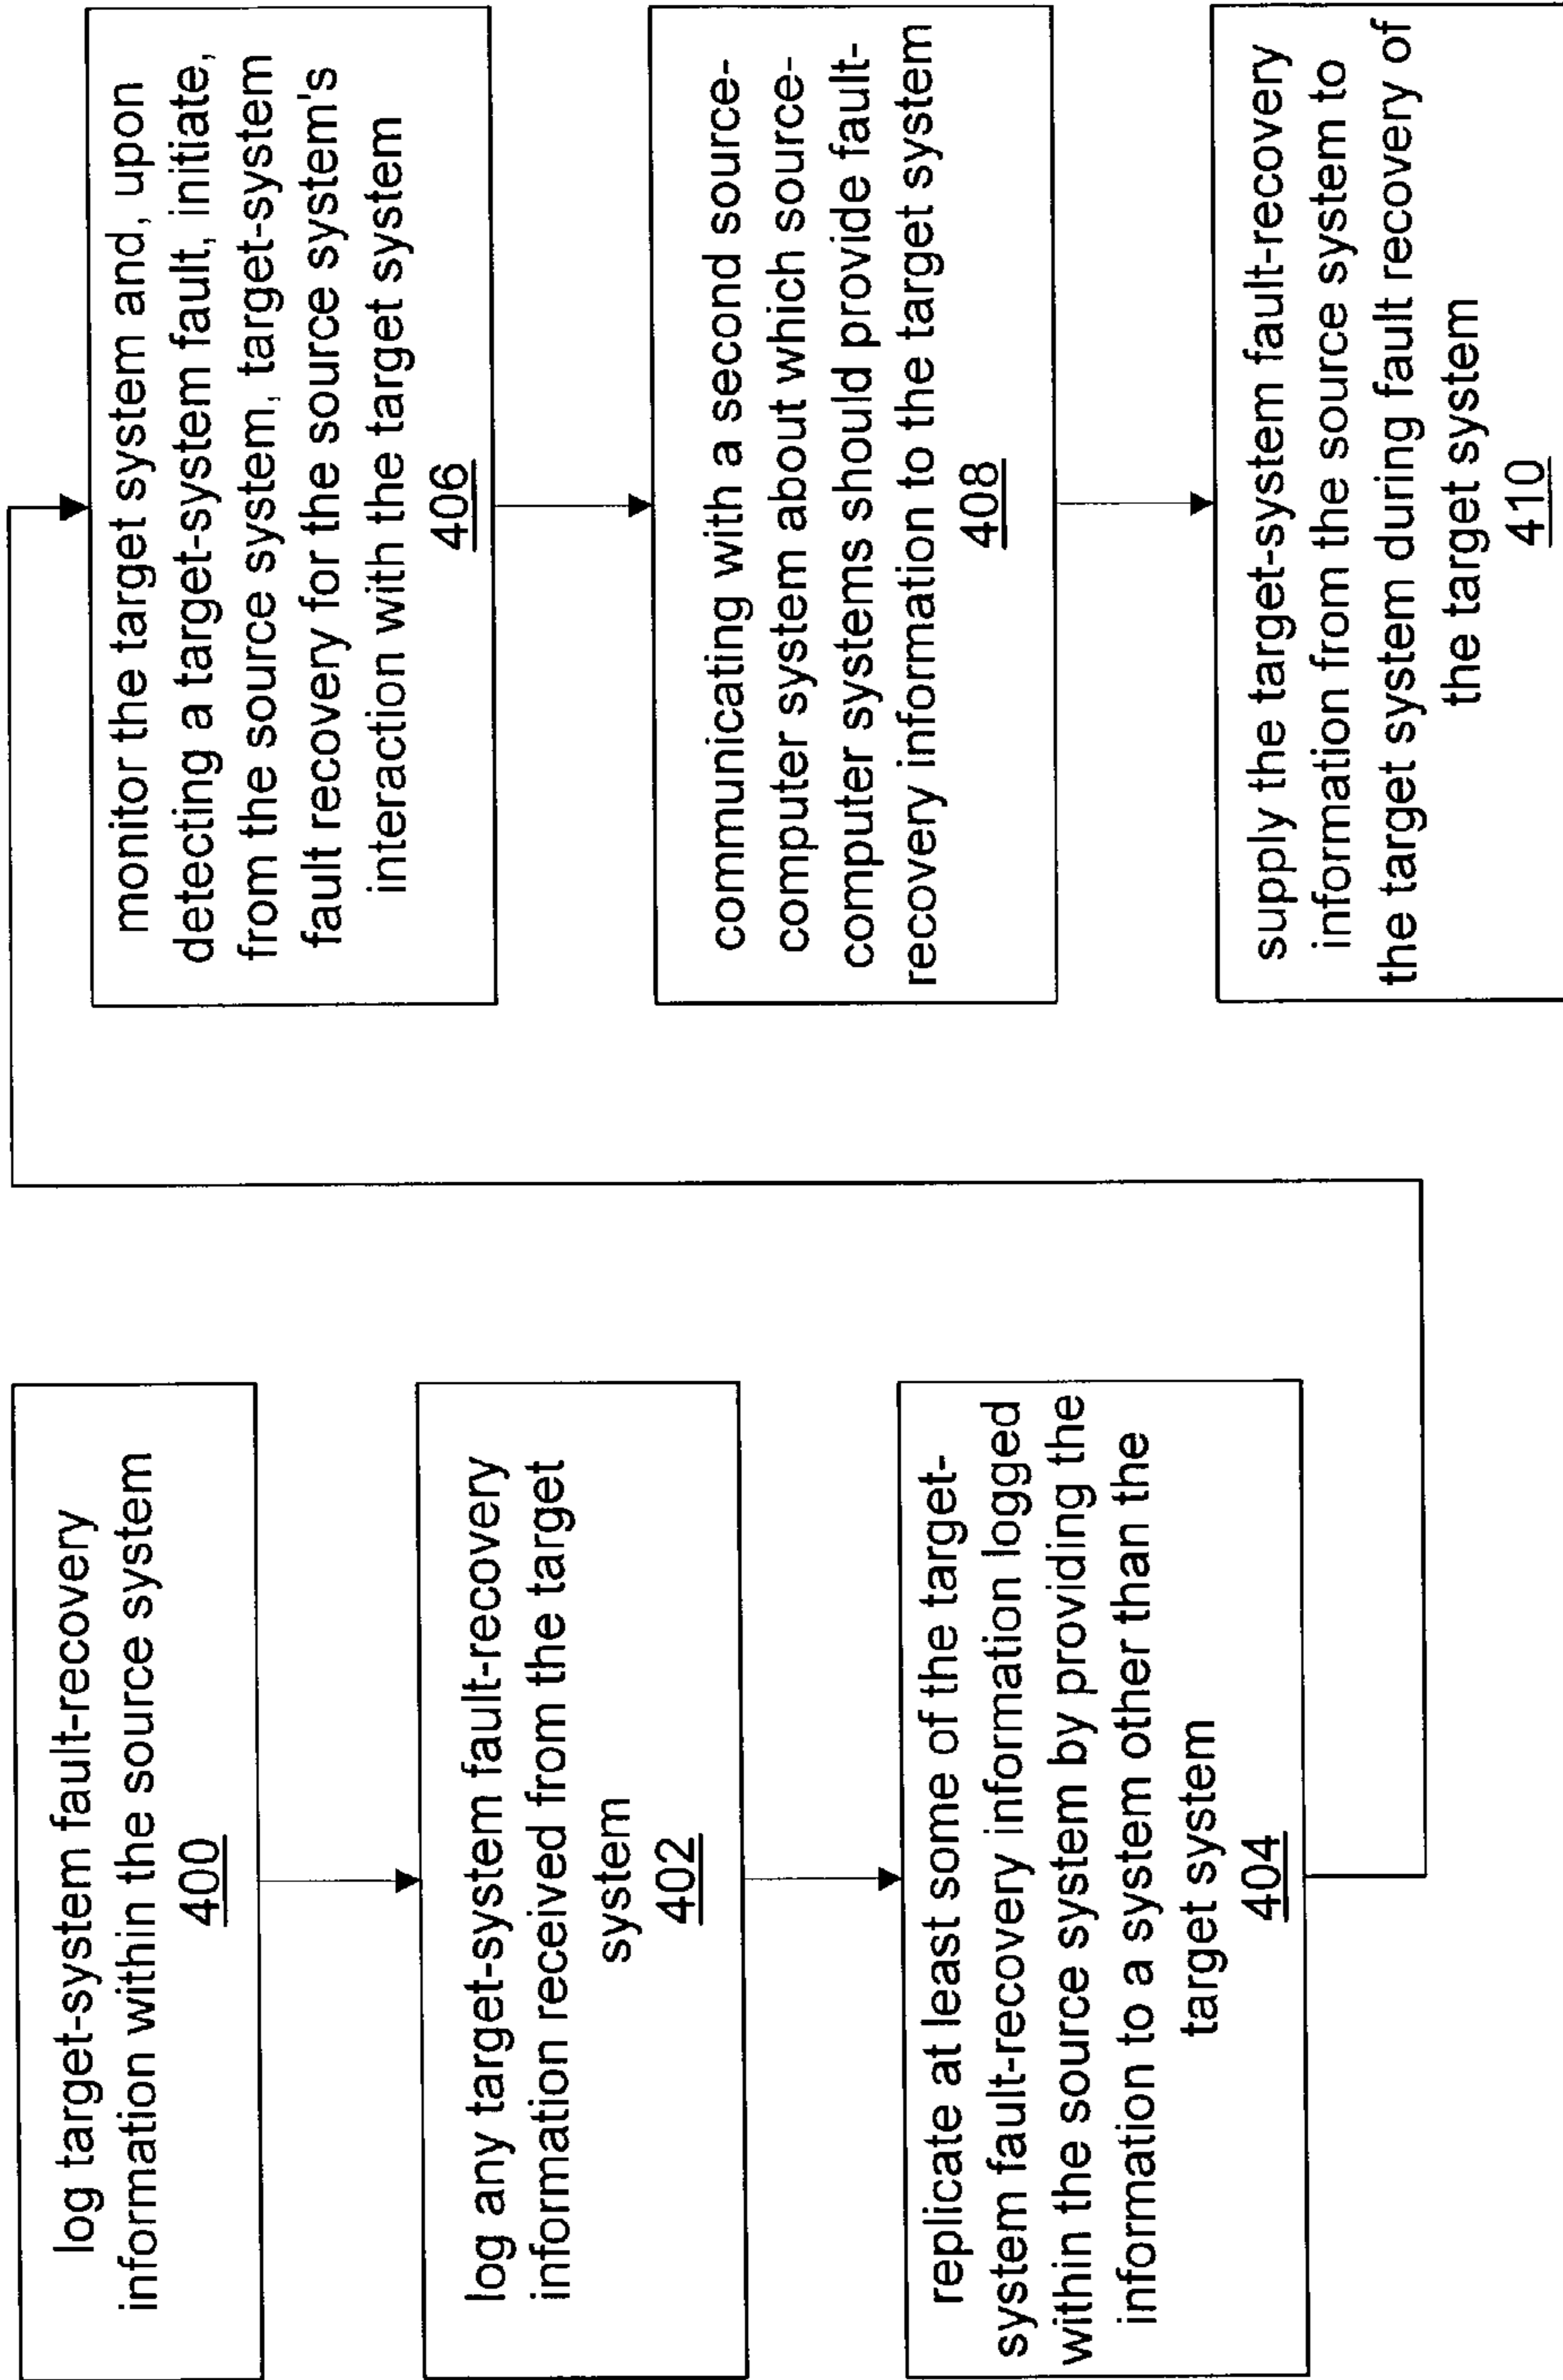 log target-system fault-recovery
information within the source system
400
log any target-system fault-recovery
information received from the target
system
402
replicate at least some of the target-
system fault-recovery information logged
within the source system by providing the
information to a system other than the
target system
404
monitor the target system and, upon
detecting a target-system fault, initiate,
from the source system, target-system
fault recovery for the source system's
interaction with the target system
406
communicating with a second source-
computer system about which source-
computer systems should provide fault-
recovery information to the target system
408
supply the target-system fault-recovery
information from the source system to
the target system during fault recovery of
the target system
410